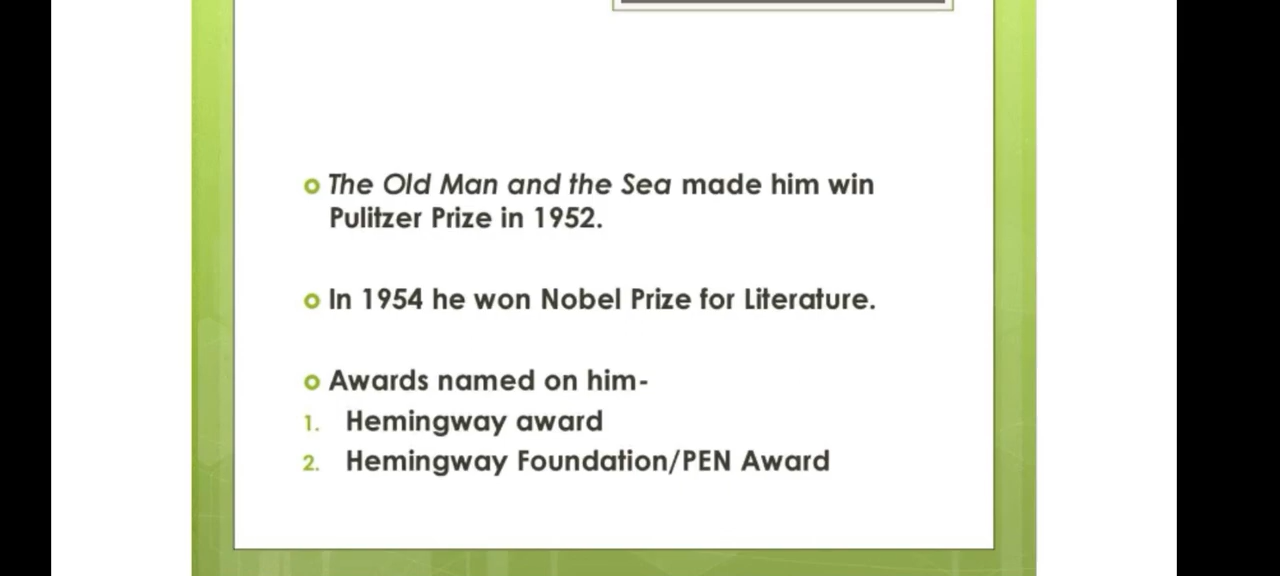 The Old Man and the Sea made him win
Pulitzer Prize in 1952.
In 1954 he won Nobel Prize for Literature.
Awards named on him-
1. Hemingway award
2. Hemingway Foundation/PEN Award